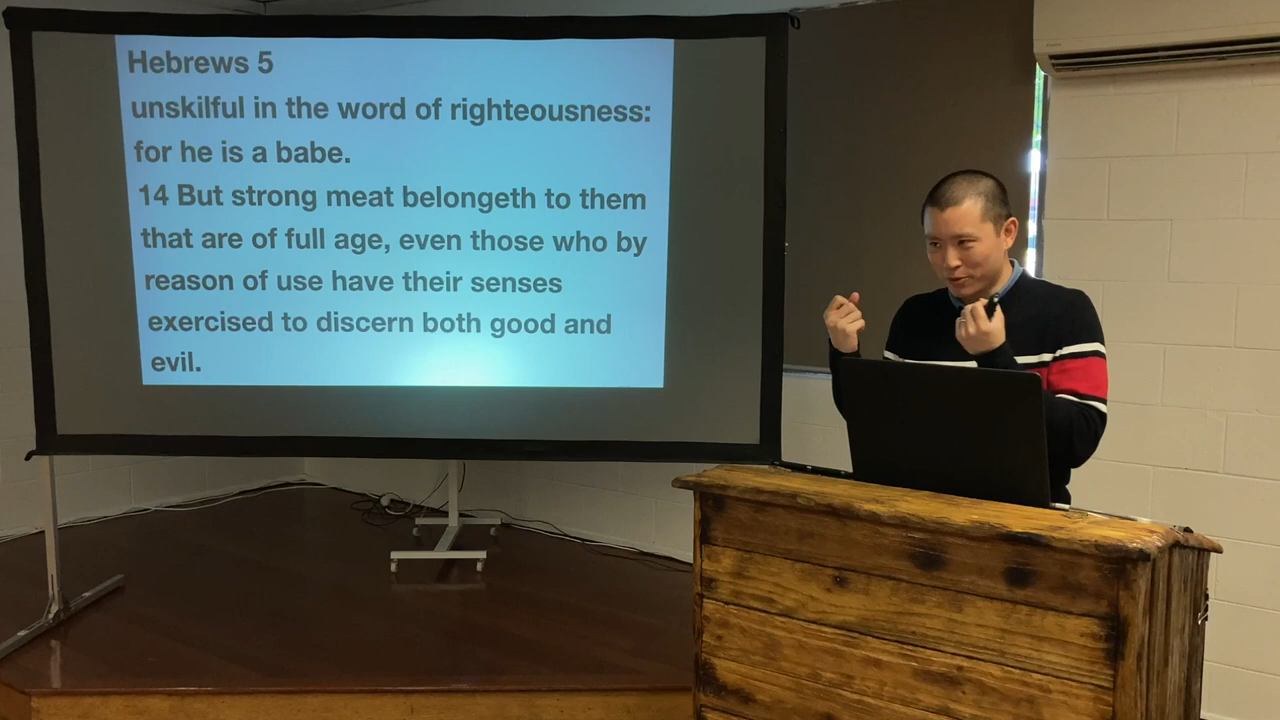 Hebrews 5
unskilful in the word of righteousness:
for he is a babe.
14 But strong meat belongeth to them
that are of full age, even those who by
reason of use have their senses
exercised to discern both good and
evil.